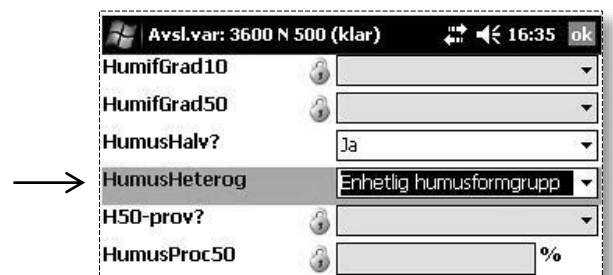 Avsl.var: 3600 N 500 (klar) 16:35 ok
HumifGrad10
HumifGrad50
HumusHalv? Ja
HumusHeterog Enhetlig humusformgrupp
H50-prov?
HumusProc50 %